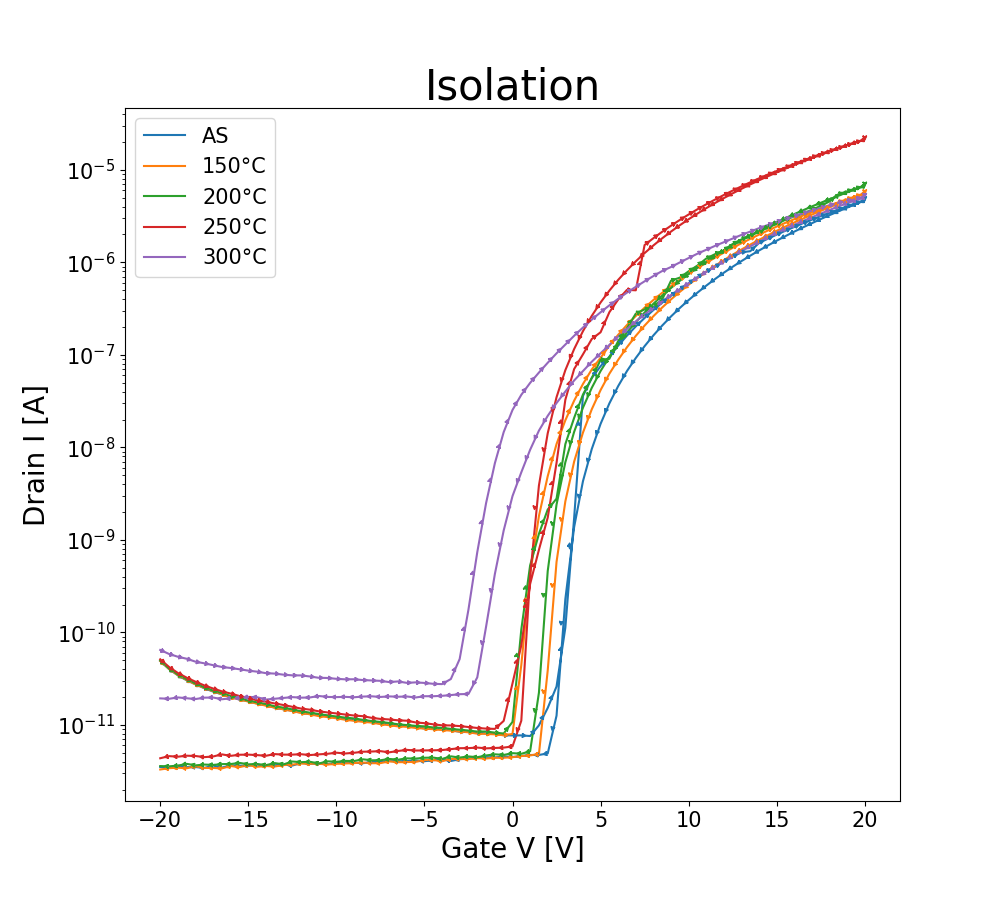 Isolation
AS
150°C
200°C
250°C
300°C
Drain I [A]
10⁻⁵
10⁻⁶
10⁻⁷
10⁻⁸
10⁻⁹
10⁻¹⁰
10⁻¹¹
−20 −15 −10 −5 0 5 10 15 20
Gate V [V]